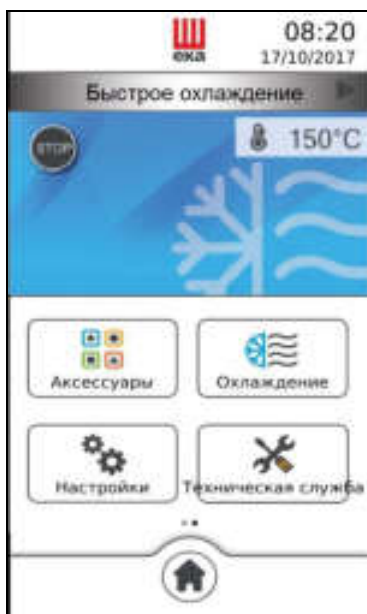 08:20
eka
17/10/2017
Быстрое охлаждение
STOP
150°C
Аксессуары
Охлаждение
Настройки
Техническая служба